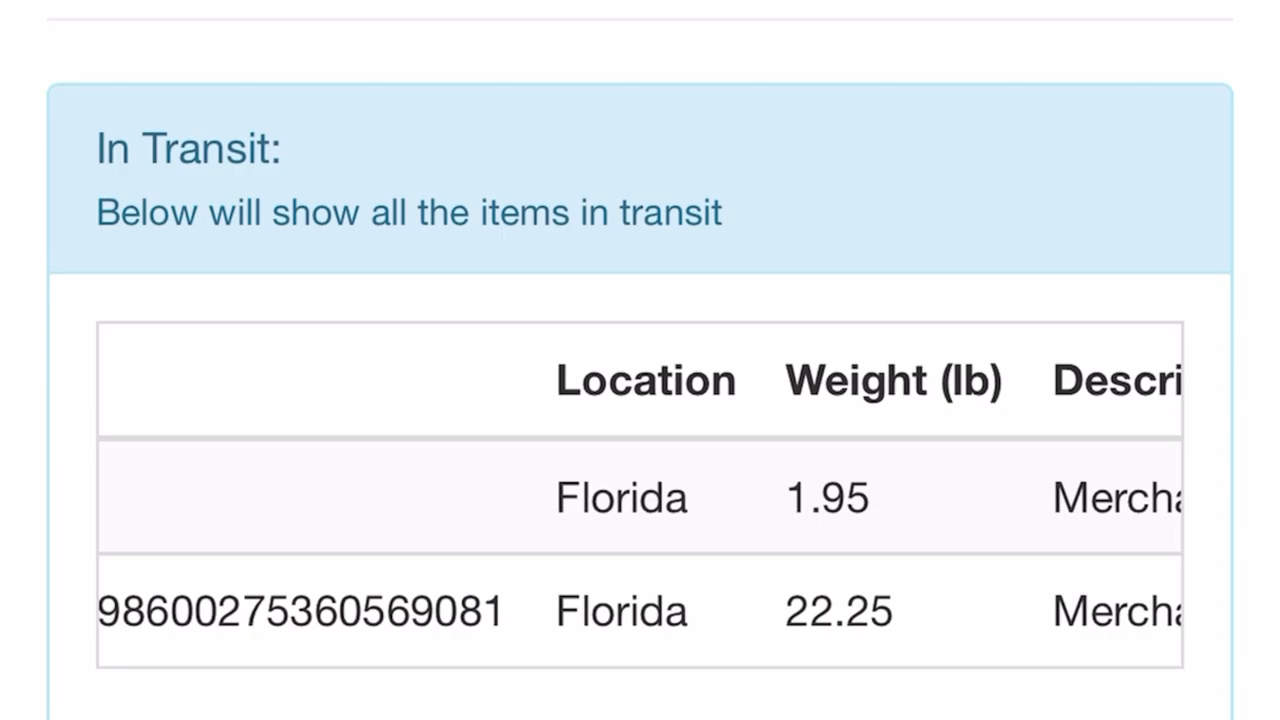 In Transit:
Below will show all the items in transit
Location Weight (lb)
Florida 1.95
98600275360569081 Florida 22.25